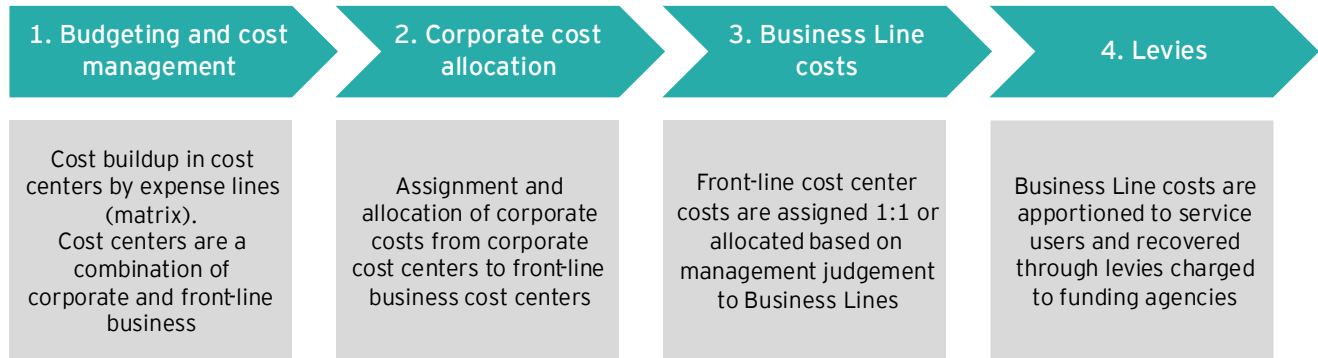 1. Budgeting and cost
management
2. Corporate cost
allocation
3. Business Line
costs
4. Levies
Cost buildup in cost
centers by expense lines
(matrix).
Cost centers are a
combination of
corporate and front-line
business
Assignment and
allocation of corporate
costs from corporate
cost centers to front-line
business cost centers
Front-line cost center
costs are assigned 1:1 or
allocated based on
management judgement
to Business Lines
Business Line costs are
apportioned to service
users and recovered
through levies charged
to funding agencies